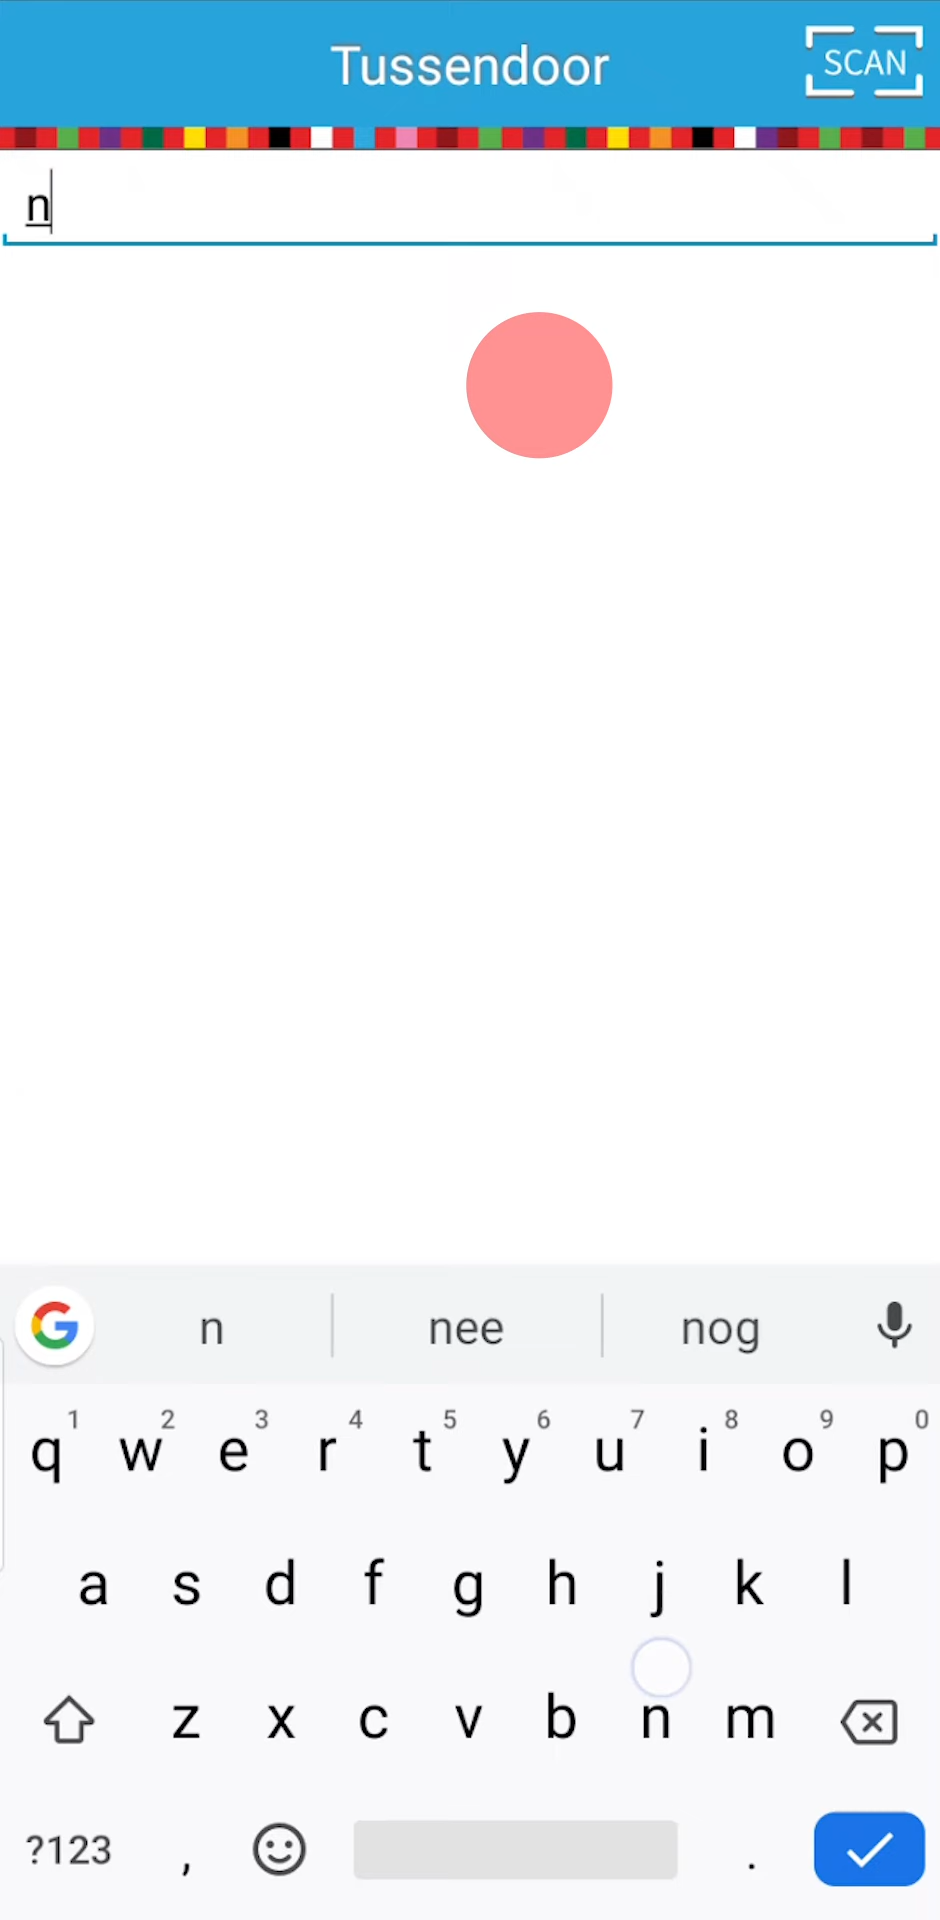 Tussendoor
SCAN
n
n nee nog
1 2 3 4 5 6 7 8 9 0
q w e r t y u i o p
a s d f g h j k l
z x c v b n m
?123 , .